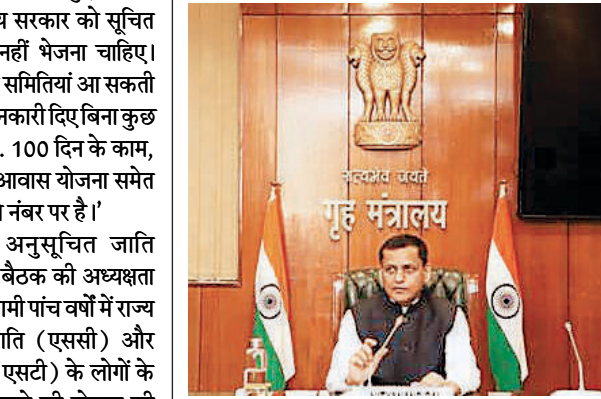 य सरकार को सूचित
नहीं भेजना चाहिए।
समितियां आ सकती
नकारी दिए बिना कुछ
. 100 दिन के काम,
आवास योजना समेत
नंबर पर है।'
अनुसूचित जाति
बैठक की अध्यक्षता
ामी पांच वर्षों में राज्य
ाति (एससी) और
एसटी) के लोगों के
सत्यमेव जयते
गृह मंत्रालय